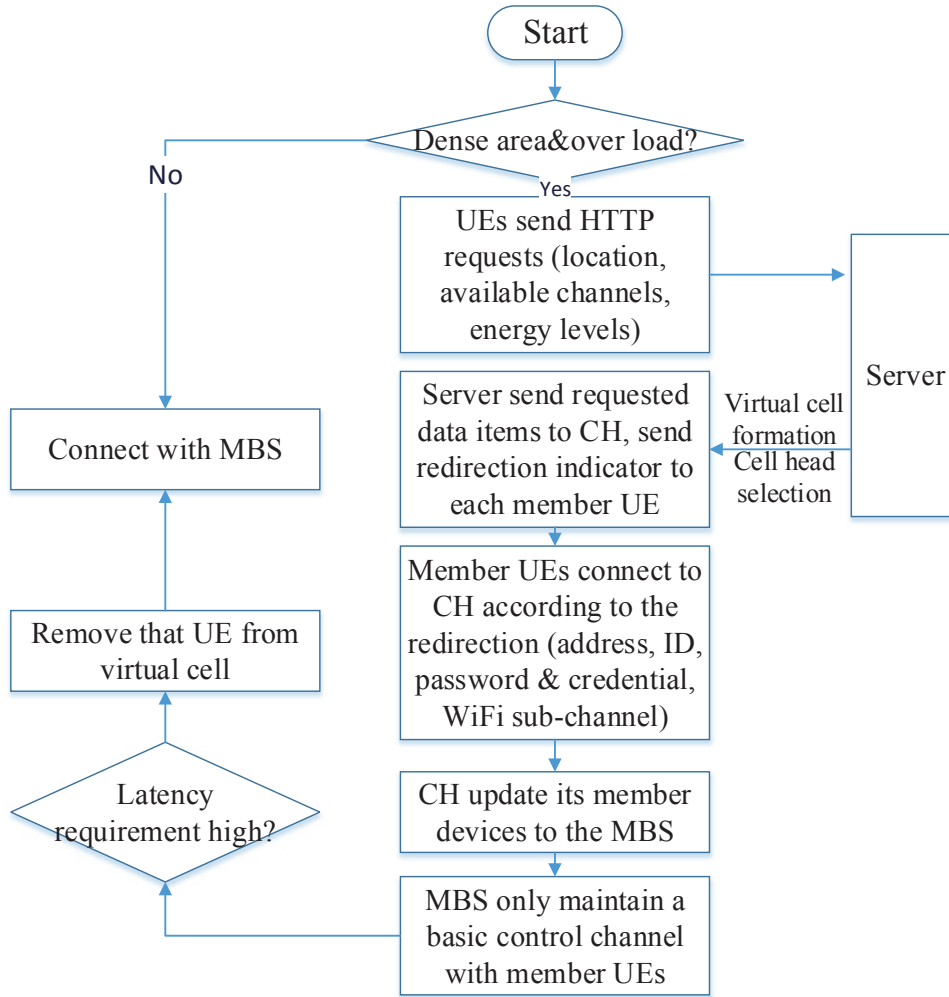 Start
Dense area&over load?
No
Yes
UEs send HTTP
requests (location,
available channels,
energy levels)
Server
Virtual cell
formation
Cell head
selection
Server send requested
data items to CH, send
redirection indicator to
each member UE
Connect with MBS
Member UEs connect to
CH according to the
redirection (address, ID,
password & credential,
WiFi sub-channel)
Remove that UE from
virtual cell
Latency
requirement high?
CH update its member
devices to the MBS
MBS only maintain a
basic control channel
with member UEs